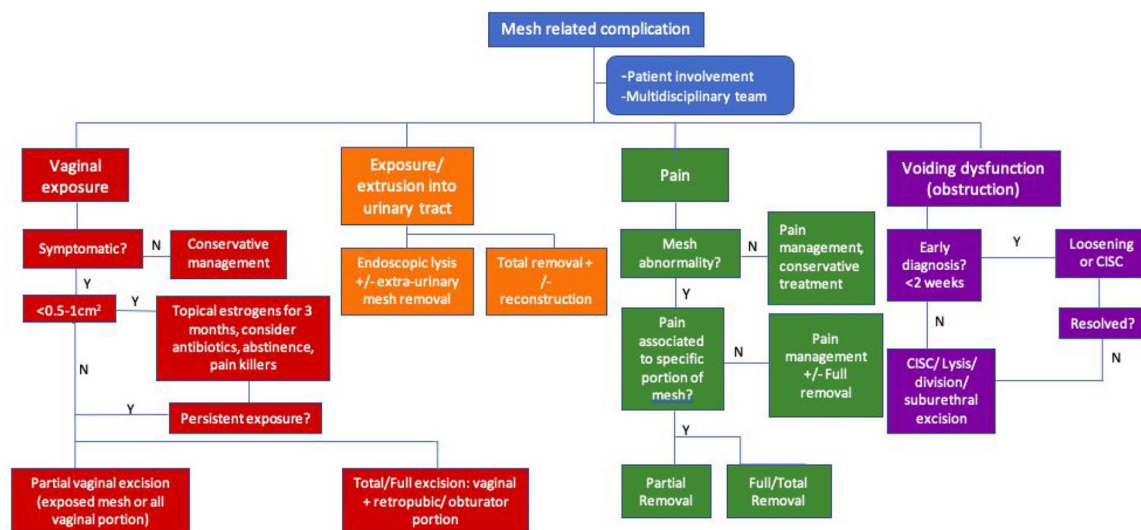 Mesh related complication
-Patient involvement
-Multidisciplinary team
Vaginal
exposure
Symptomatic?
N
Conservative
management
Y
<0.5-1cm²
Y
Topical estrogens for 3
months, consider
antibiotics, abstinence,
pain killers
N
Y
Persistent exposure?
Partial vaginal excision
(exposed mesh or all
vaginal portion)
Total/Full excision: vaginal
+ retropubic/ obturator
portion
Exposure/
extrusion into
urinary tract
Endoscopic lysis
+/- extra-urinary
mesh removal
Total removal +
/-
reconstruction
Pain
Mesh
abnormality?
N
Pain
management,
conservative
treatment
Y
Pain
associated
to specific
portion of
mesh?
N
Pain
management
+/- Full
removal
Y
Partial
Removal
Full/Total
Removal
Voiding dysfunction
(obstruction)
Early
diagnosis?
<2 weeks
Y
Loosening
or CISC
Resolved?
N
N
CISC/ Lysis/
division/
suburethral
excision